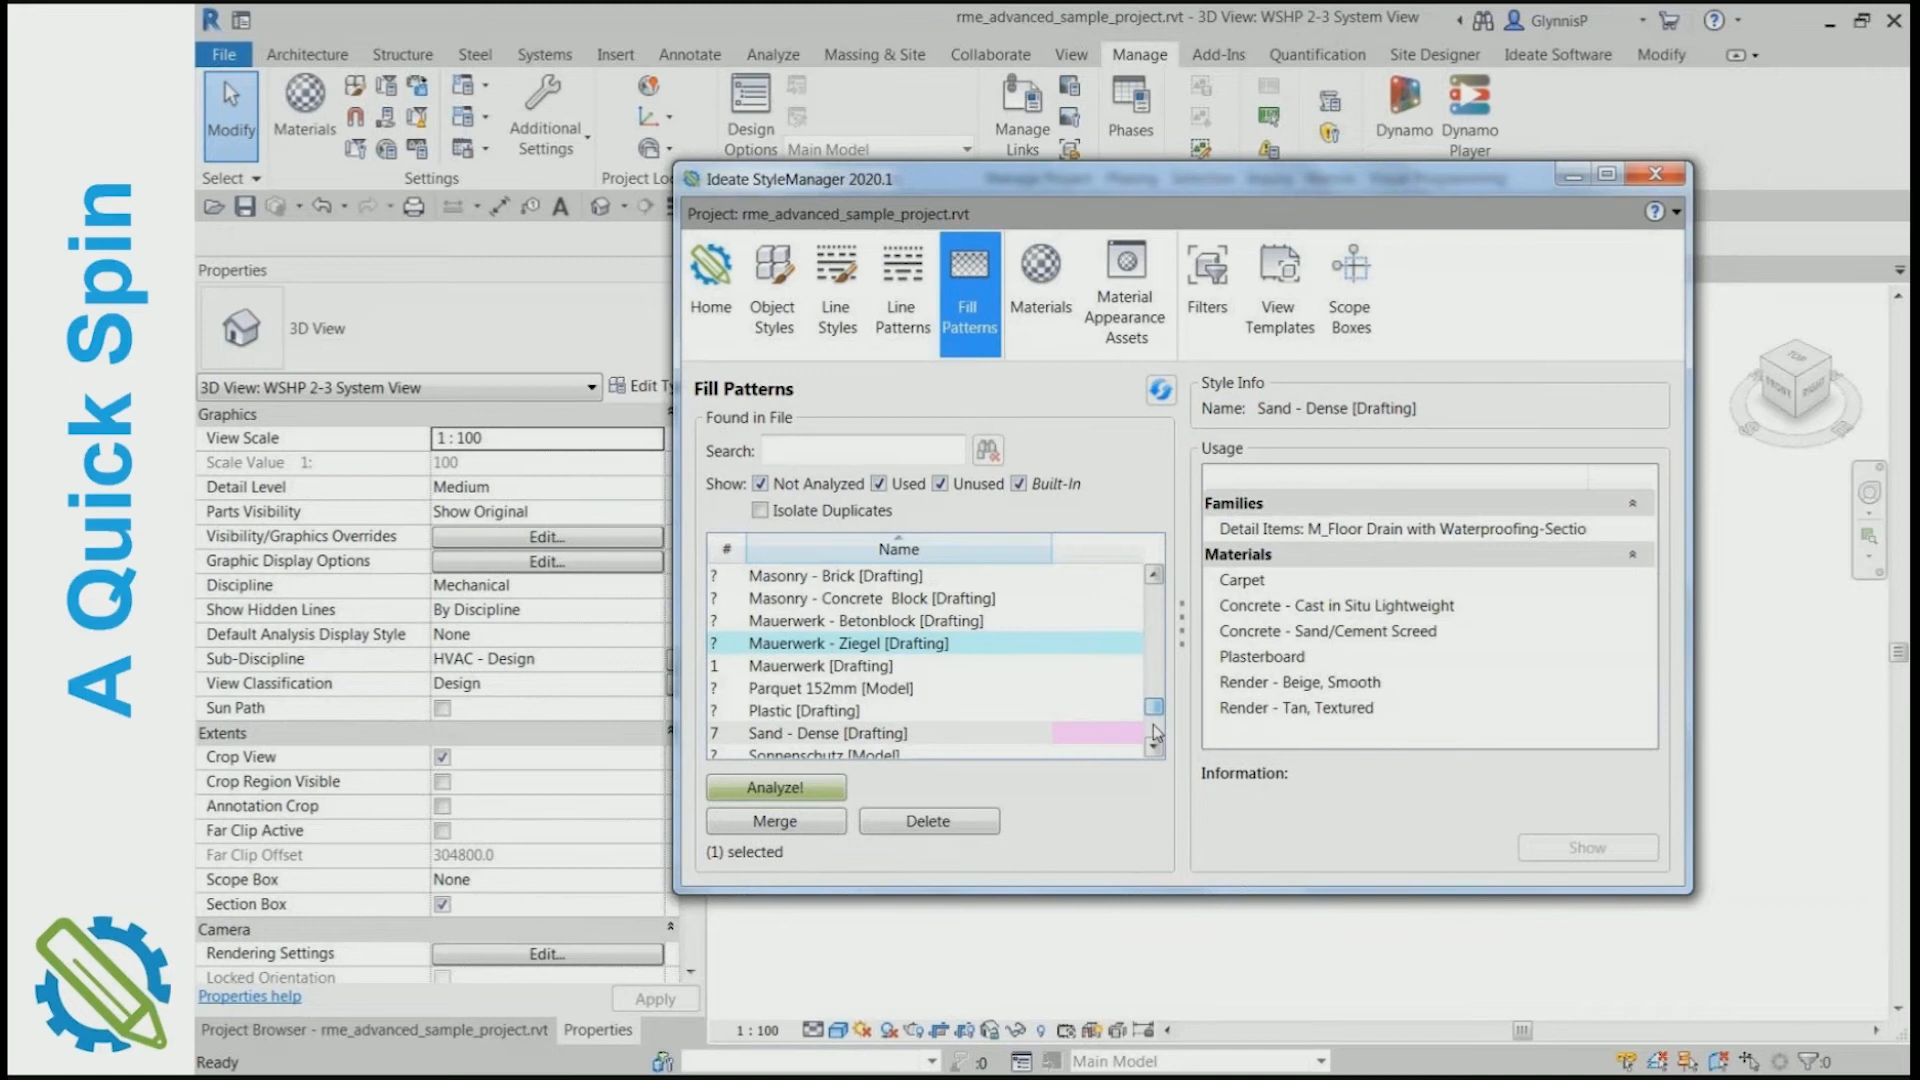 A Quick Spin
rme_advanced_sample_project.rvt - 3D View: WSHP 2-3 System View
GlynnisP
File
Architecture
Structure
Steel
Systems
Insert
Annotate
Analyze
Massing & Site
Collaborate
View
Manage
Add-Ins
Quantification
Site Designer
Ideate Software
Modify
Modify
Materials
Additional
Settings
Design
Options
Main Model
Manage
Links
Phases
Dynamo
Dynamo
Player
Select
Settings
Project Loc
Properties
3D View
3D View: WSHP 2-3 System View
Edit Ty
Graphics
View Scale
1 : 100
Scale Value 1:
100
Detail Level
Medium
Parts Visibility
Show Original
Visibility/Graphics Overrides
Edit...
Graphic Display Options
Edit...
Discipline
Mechanical
Show Hidden Lines
By Discipline
Default Analysis Display Style
None
Sub-Discipline
HVAC - Design
View Classification
Design
Sun Path
Extents
Crop View
Crop Region Visible
Annotation Crop
Far Clip Active
Far Clip Offset
304800.0
Scope Box
None
Section Box
Camera
Rendering Settings
Edit...
Locked Orientation
Properties help
Apply
Project Browser - rme_advanced_sample_project.rvt
Properties
Ready
Ideate StyleManager 2020.1
Project: rme_advanced_sample_project.rvt
Home
Object
Styles
Line
Styles
Line
Patterns
Fill
Patterns
Materials
Material
Appearance
Assets
Filters
View
Templates
Scope
Boxes
Fill Patterns
Found in File
Search:
Show:
Not Analyzed
Used
Unused
Built-In
Isolate Duplicates
# Name
? Masonry - Brick [Drafting]
? Masonry - Concrete Block [Drafting]
? Mauerwerk - Betonblock [Drafting]
? Mauerwerk - Ziegel [Drafting]
1 Mauerwerk [Drafting]
? Parquet 152mm [Model]
? Plastic [Drafting]
7 Sand - Dense [Drafting]
? Sonnenschutz [Model]
Analyze!
Merge
Delete
(1) selected
Style Info
Name: Sand - Dense [Drafting]
Usage
Families
Detail Items: M_Floor Drain with Waterproofing-Sectio
Materials
Carpet
Concrete - Cast in Situ Lightweight
Concrete - Sand/Cement Screed
Plasterboard
Render - Beige, Smooth
Render - Tan, Textured
Information:
Show
TOP
FRONT
RIGHT
1 : 100
:0
Main Model
:0